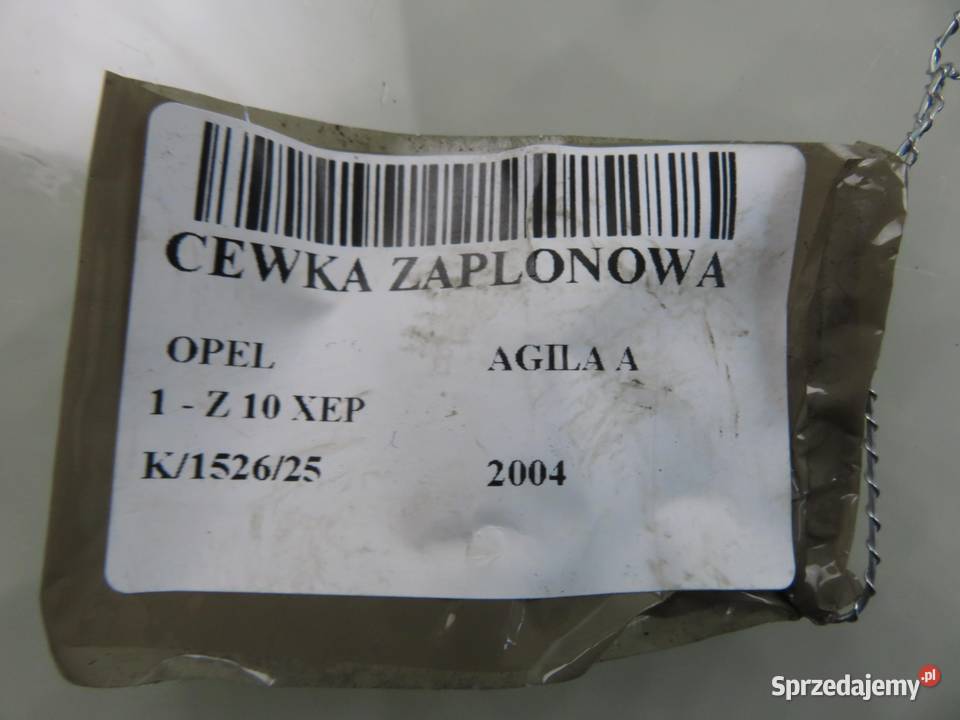 CEWKA ZAPLONOWA
OPEL AGILA A
1 - Z 10 XEP
K/1526/25 2004
Sprzedajemy.pl